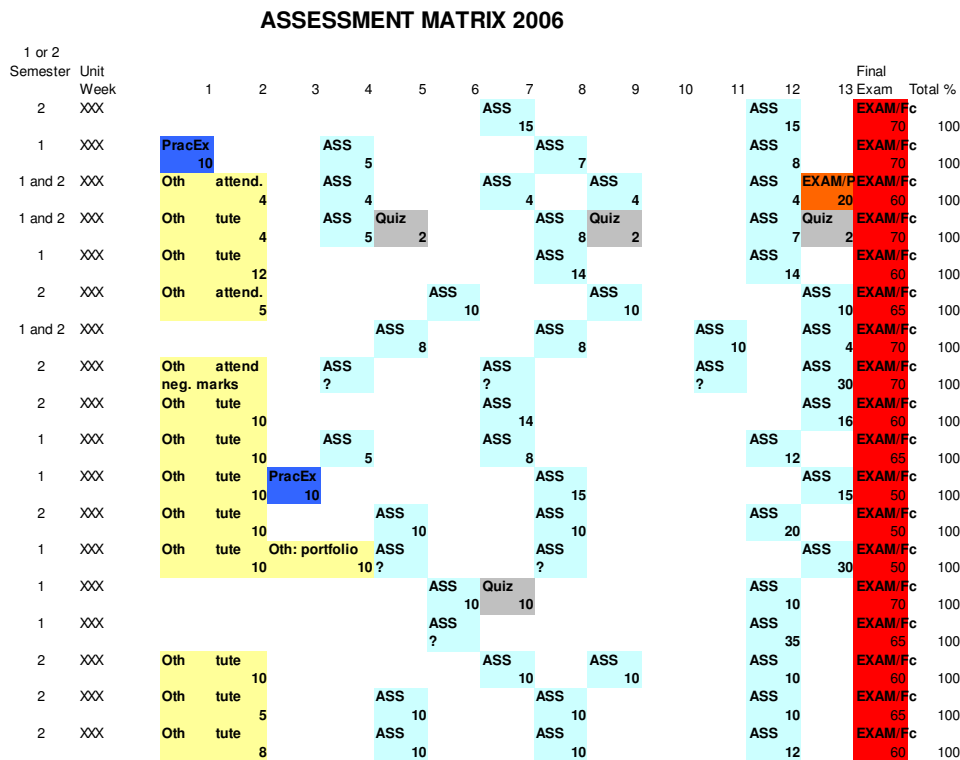 ASSESSMENT MATRIX 2006
1 or 2
Semester Unit Final
Week 1 2 3 4 5 6 7 8 9 10 11 12 13 Exam Total %
2 XXX ASS ASS EXAM/Fc
15 15 70 100
1 XXX PracEx ASS ASS ASS EXAM/Fc
10 5 7 8 70 100
1 and 2 XXX Oth attend. ASS ASS ASS ASS EXAM/P EXAM/Fc
4 4 4 4 4 20 60 100
1 and 2 XXX Oth tute ASS Quiz ASS Quiz ASS Quiz EXAM/Fc
4 5 2 8 2 7 2 70 100
1 XXX Oth tute ASS ASS EXAM/Fc
12 14 14 60 100
2 XXX Oth attend. ASS ASS ASS EXAM/Fc
5 10 10 10 65 100
1 and 2 XXX ASS ASS ASS ASS EXAM/Fc
8 8 10 4 70 100
2 XXX Oth attend ASS ASS ASS ASS EXAM/Fc
neg. marks ? ? ? 30 70 100
2 XXX Oth tute ASS ASS EXAM/Fc
10 14 16 60 100
1 XXX Oth tute ASS ASS ASS EXAM/Fc
10 5 8 12 65 100
1 XXX Oth tute PracEx ASS ASS EXAM/Fc
10 10 15 15 50 100
2 XXX Oth tute ASS ASS ASS EXAM/Fc
10 10 10 20 50 100
1 XXX Oth tute Oth: portfolio ASS ASS ASS EXAM/Fc
10 10 ? ? 30 50 100
1 XXX ASS Quiz ASS EXAM/Fc
10 10 10 70 100
1 XXX ASS ASS EXAM/Fc
? 35 65 100
2 XXX Oth tute ASS ASS ASS EXAM/Fc
10 10 10 10 60 100
2 XXX Oth tute ASS ASS ASS EXAM/Fc
5 10 10 10 65 100
2 XXX Oth tute ASS ASS ASS EXAM/Fc
8 10 10 12 60 100